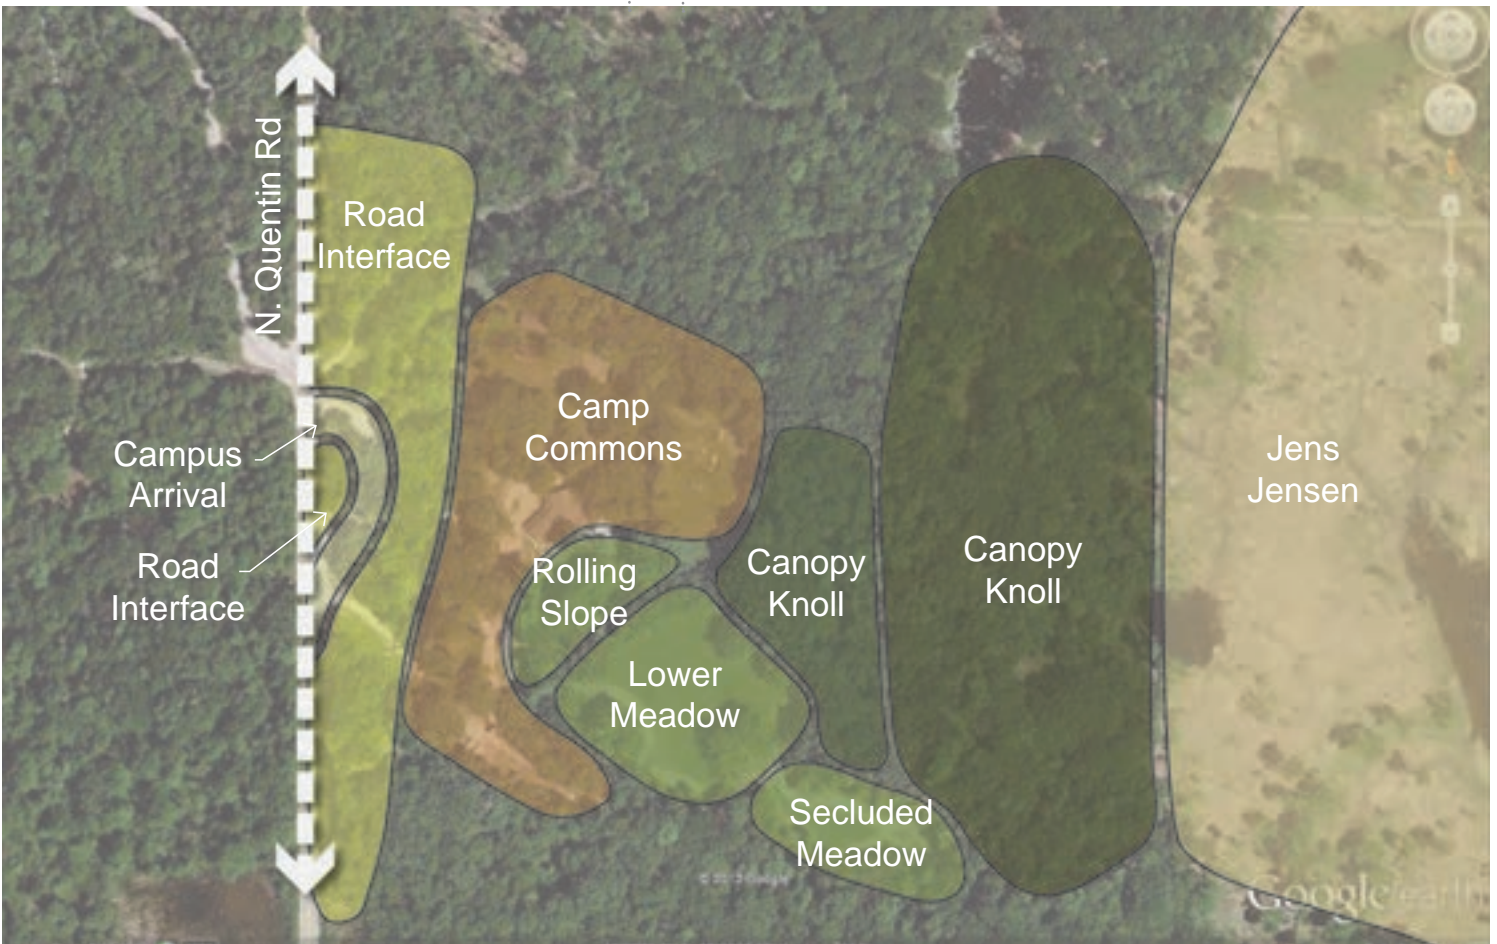 N. Quentin Rd
Road
Interface
Camp
Commons
Campus
Arrival
Road
Interface
Rolling
Slope
Canopy
Knoll
Canopy
Knoll
Jens
Jensen
Lower
Meadow
Secluded
Meadow
Google earth